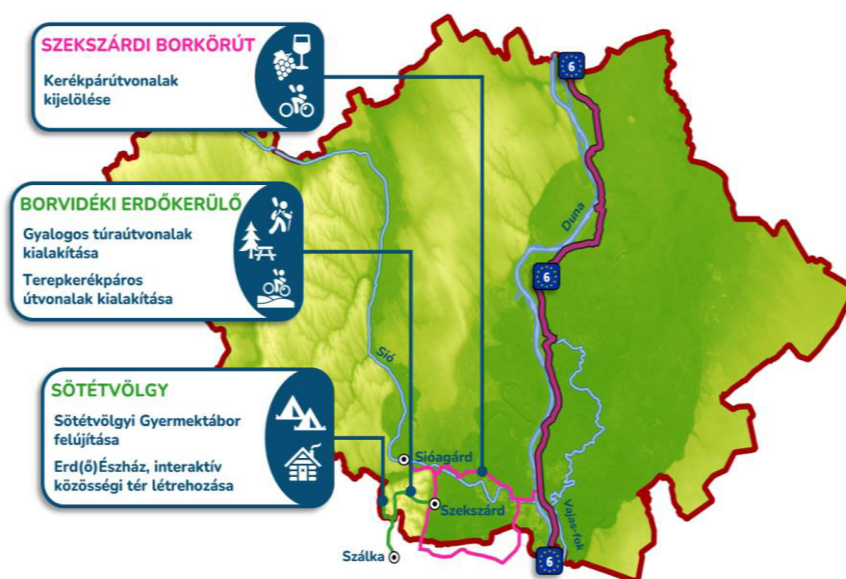 SZEKSZÁRDI BORKÖRÚT
Kerékpárútvonalak
kijelölése
BORVIDÉKI ERDŐKERÜLŐ
Gyalogos túraútvonalak
kialakítása
Terepkerékpáros
útvonalak kialakítása
SÖTÉTVÖLGY
Sötétvölgyi Gyermektábor
felújítása
Erd(ő)Észház, interaktív
közösségi tér létrehozása
6
Duna
6
Sió
Sióagárd
Szekszárd
Vajas-fok
Szálka
6